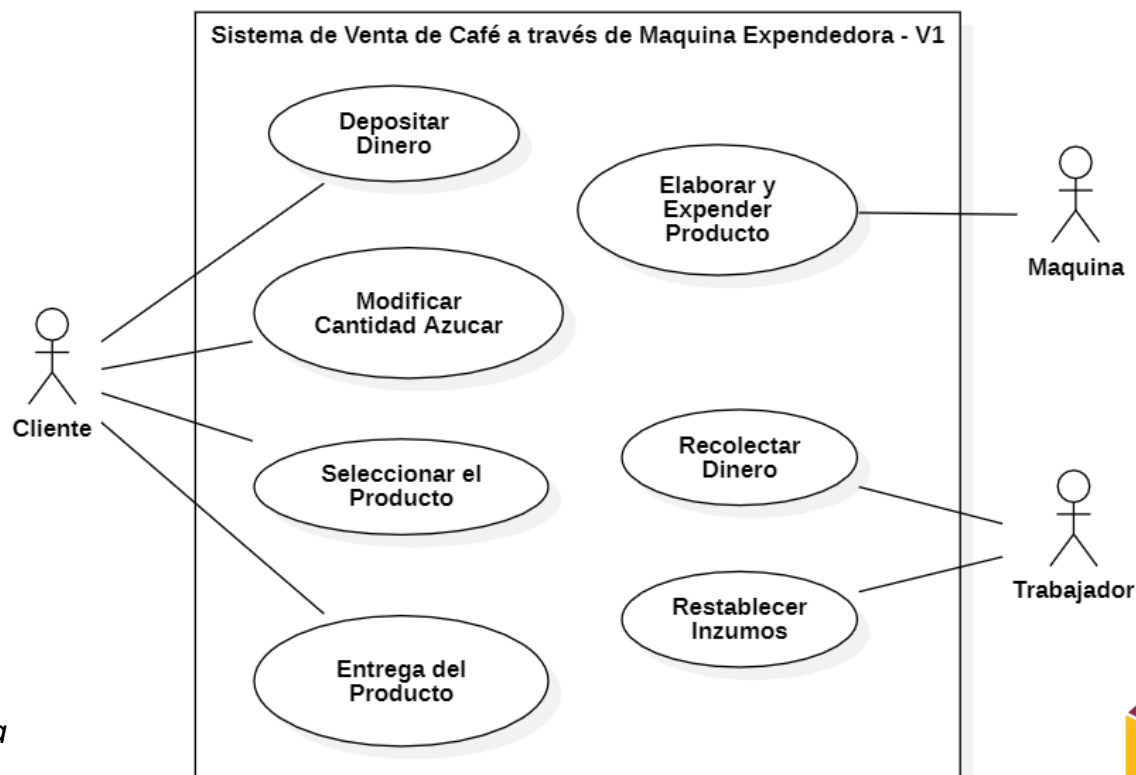 Sistema de Venta de Café a través de Maquina Expendedora - V1
Depositar
Dinero
Elaborar y
Expender
Producto
Maquina
Modificar
Cantidad Azucar
Cliente
Seleccionar el
Producto
Recolectar
Dinero
Trabajador
Restablecer
Inzumos
Entrega del
Producto
a